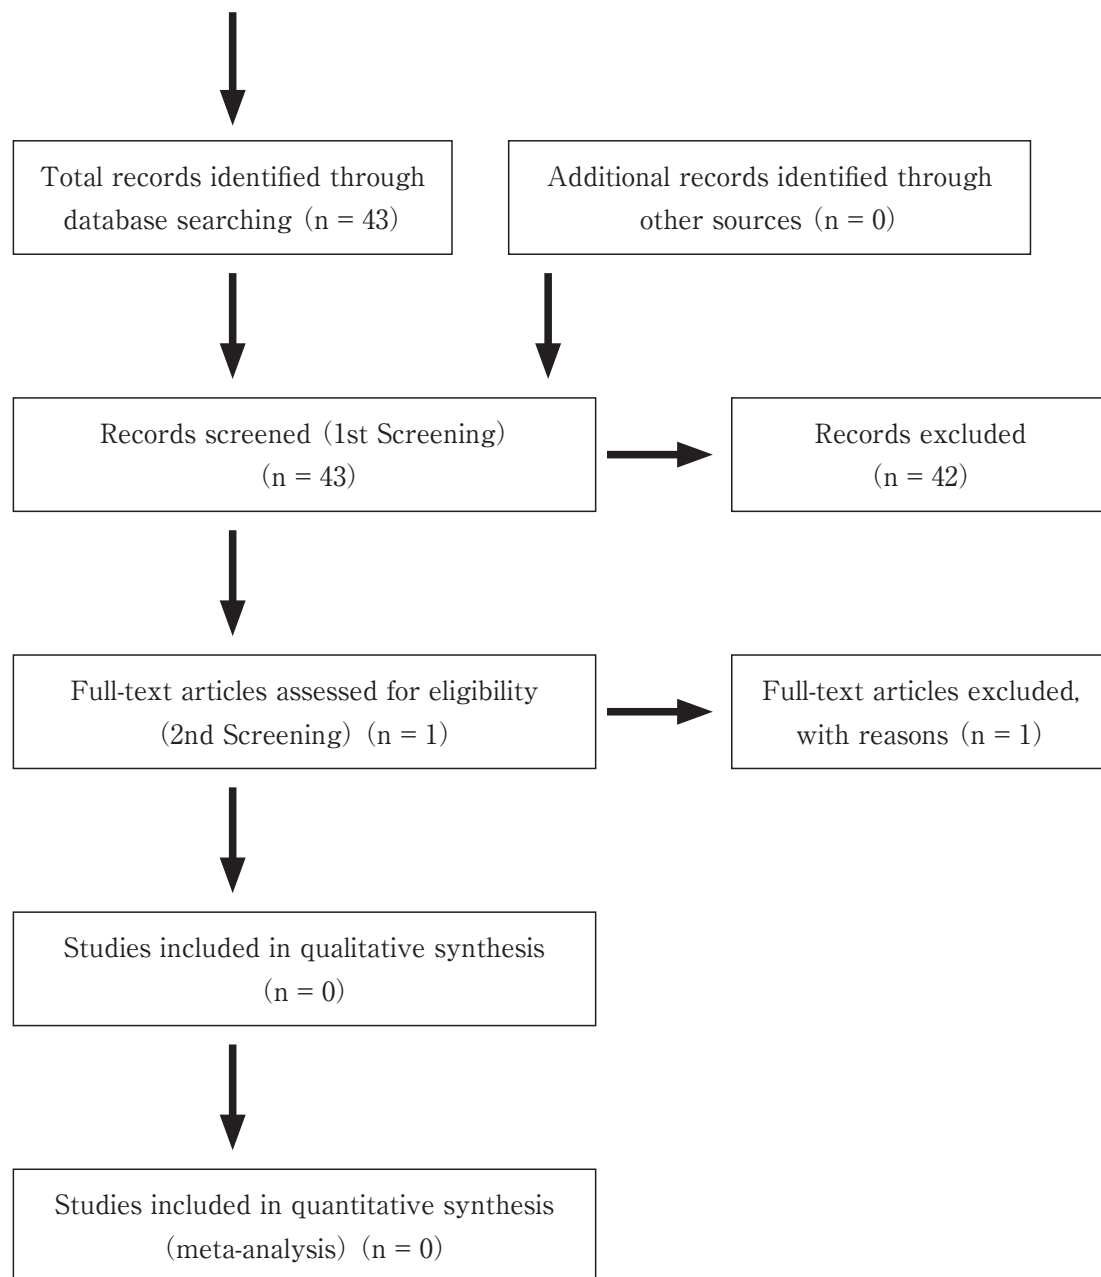 Total records identified through
database searching (n = 43)
Additional records identified through
other sources (n = 0)
Records screened (1st Screening)
(n = 43)
Records excluded
(n = 42)
Full-text articles assessed for eligibility
(2nd Screening) (n = 1)
Full-text articles excluded,
with reasons (n = 1)
Studies included in qualitative synthesis
(n = 0)
Studies included in quantitative synthesis
(meta-analysis) (n = 0)